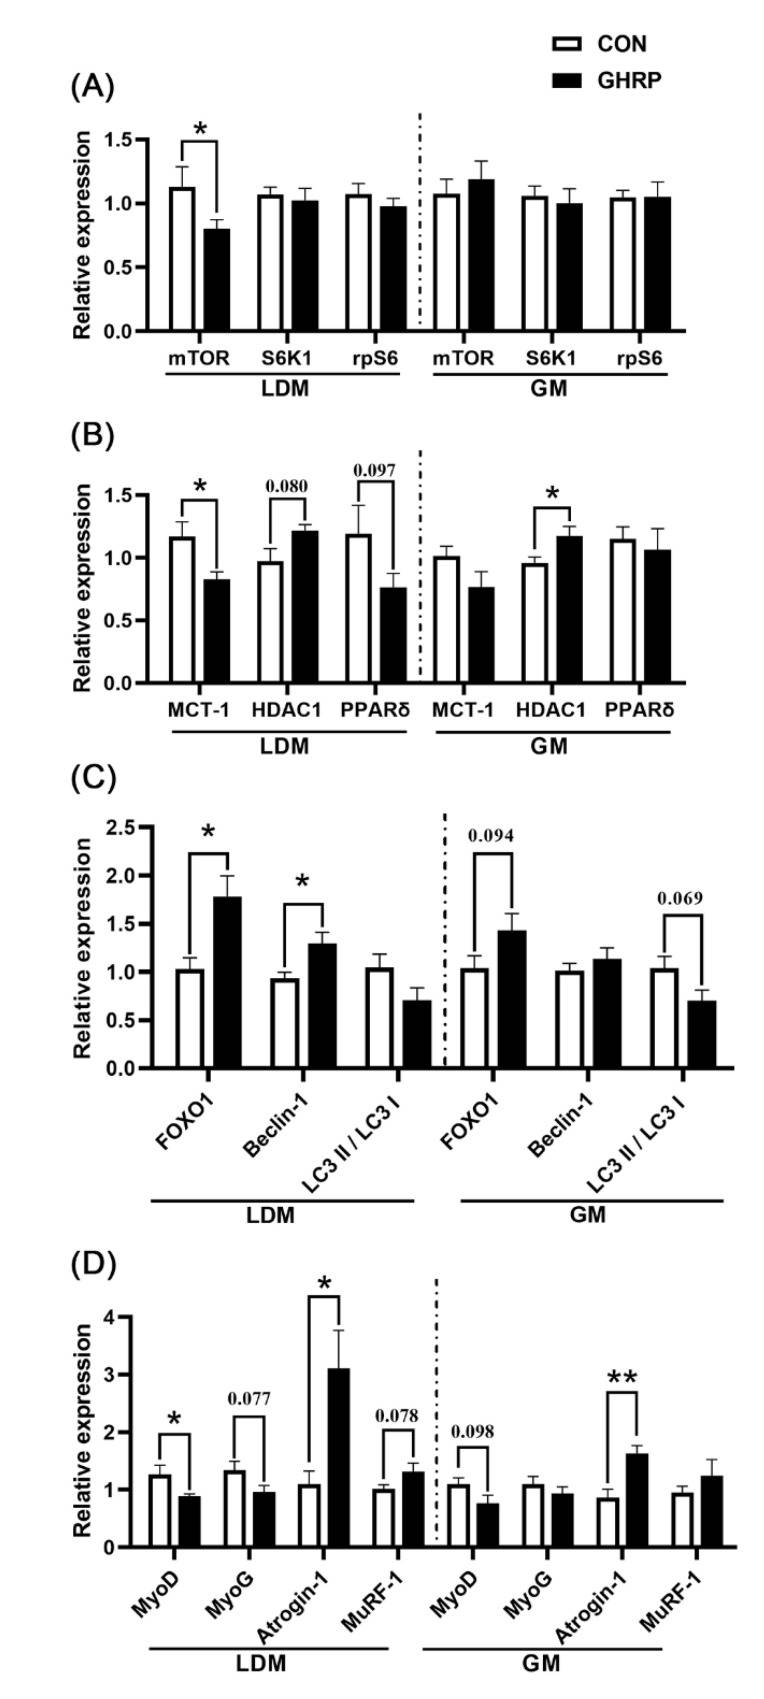 CON
GHRP
(A)
Relative expression
1.5
1.0
0.5
0.0
*
mTOR S6K1 rpS6 mTOR S6K1 rpS6
LDM GM
(B)
Relative expression
1.5
1.0
0.5
0.0
* 0.080 0.097 *
MCT-1 HDAC1 PPARδ MCT-1 HDAC1 PPARδ
LDM GM
(C)
Relative expression
2.5
2.0
1.5
1.0
0.5
0.0
* * 0.094 0.069
FOXO1 Beclin-1 LC3 II / LC3 I FOXO1 Beclin-1 LC3 II / LC3 I
LDM GM
(D)
Relative expression
4
3
2
1
0
* 0.077 * 0.078 0.098 **
MyoD MyoG Atrogin-1 MuRF-1 MyoD MyoG Atrogin-1 MuRF-1
LDM GM